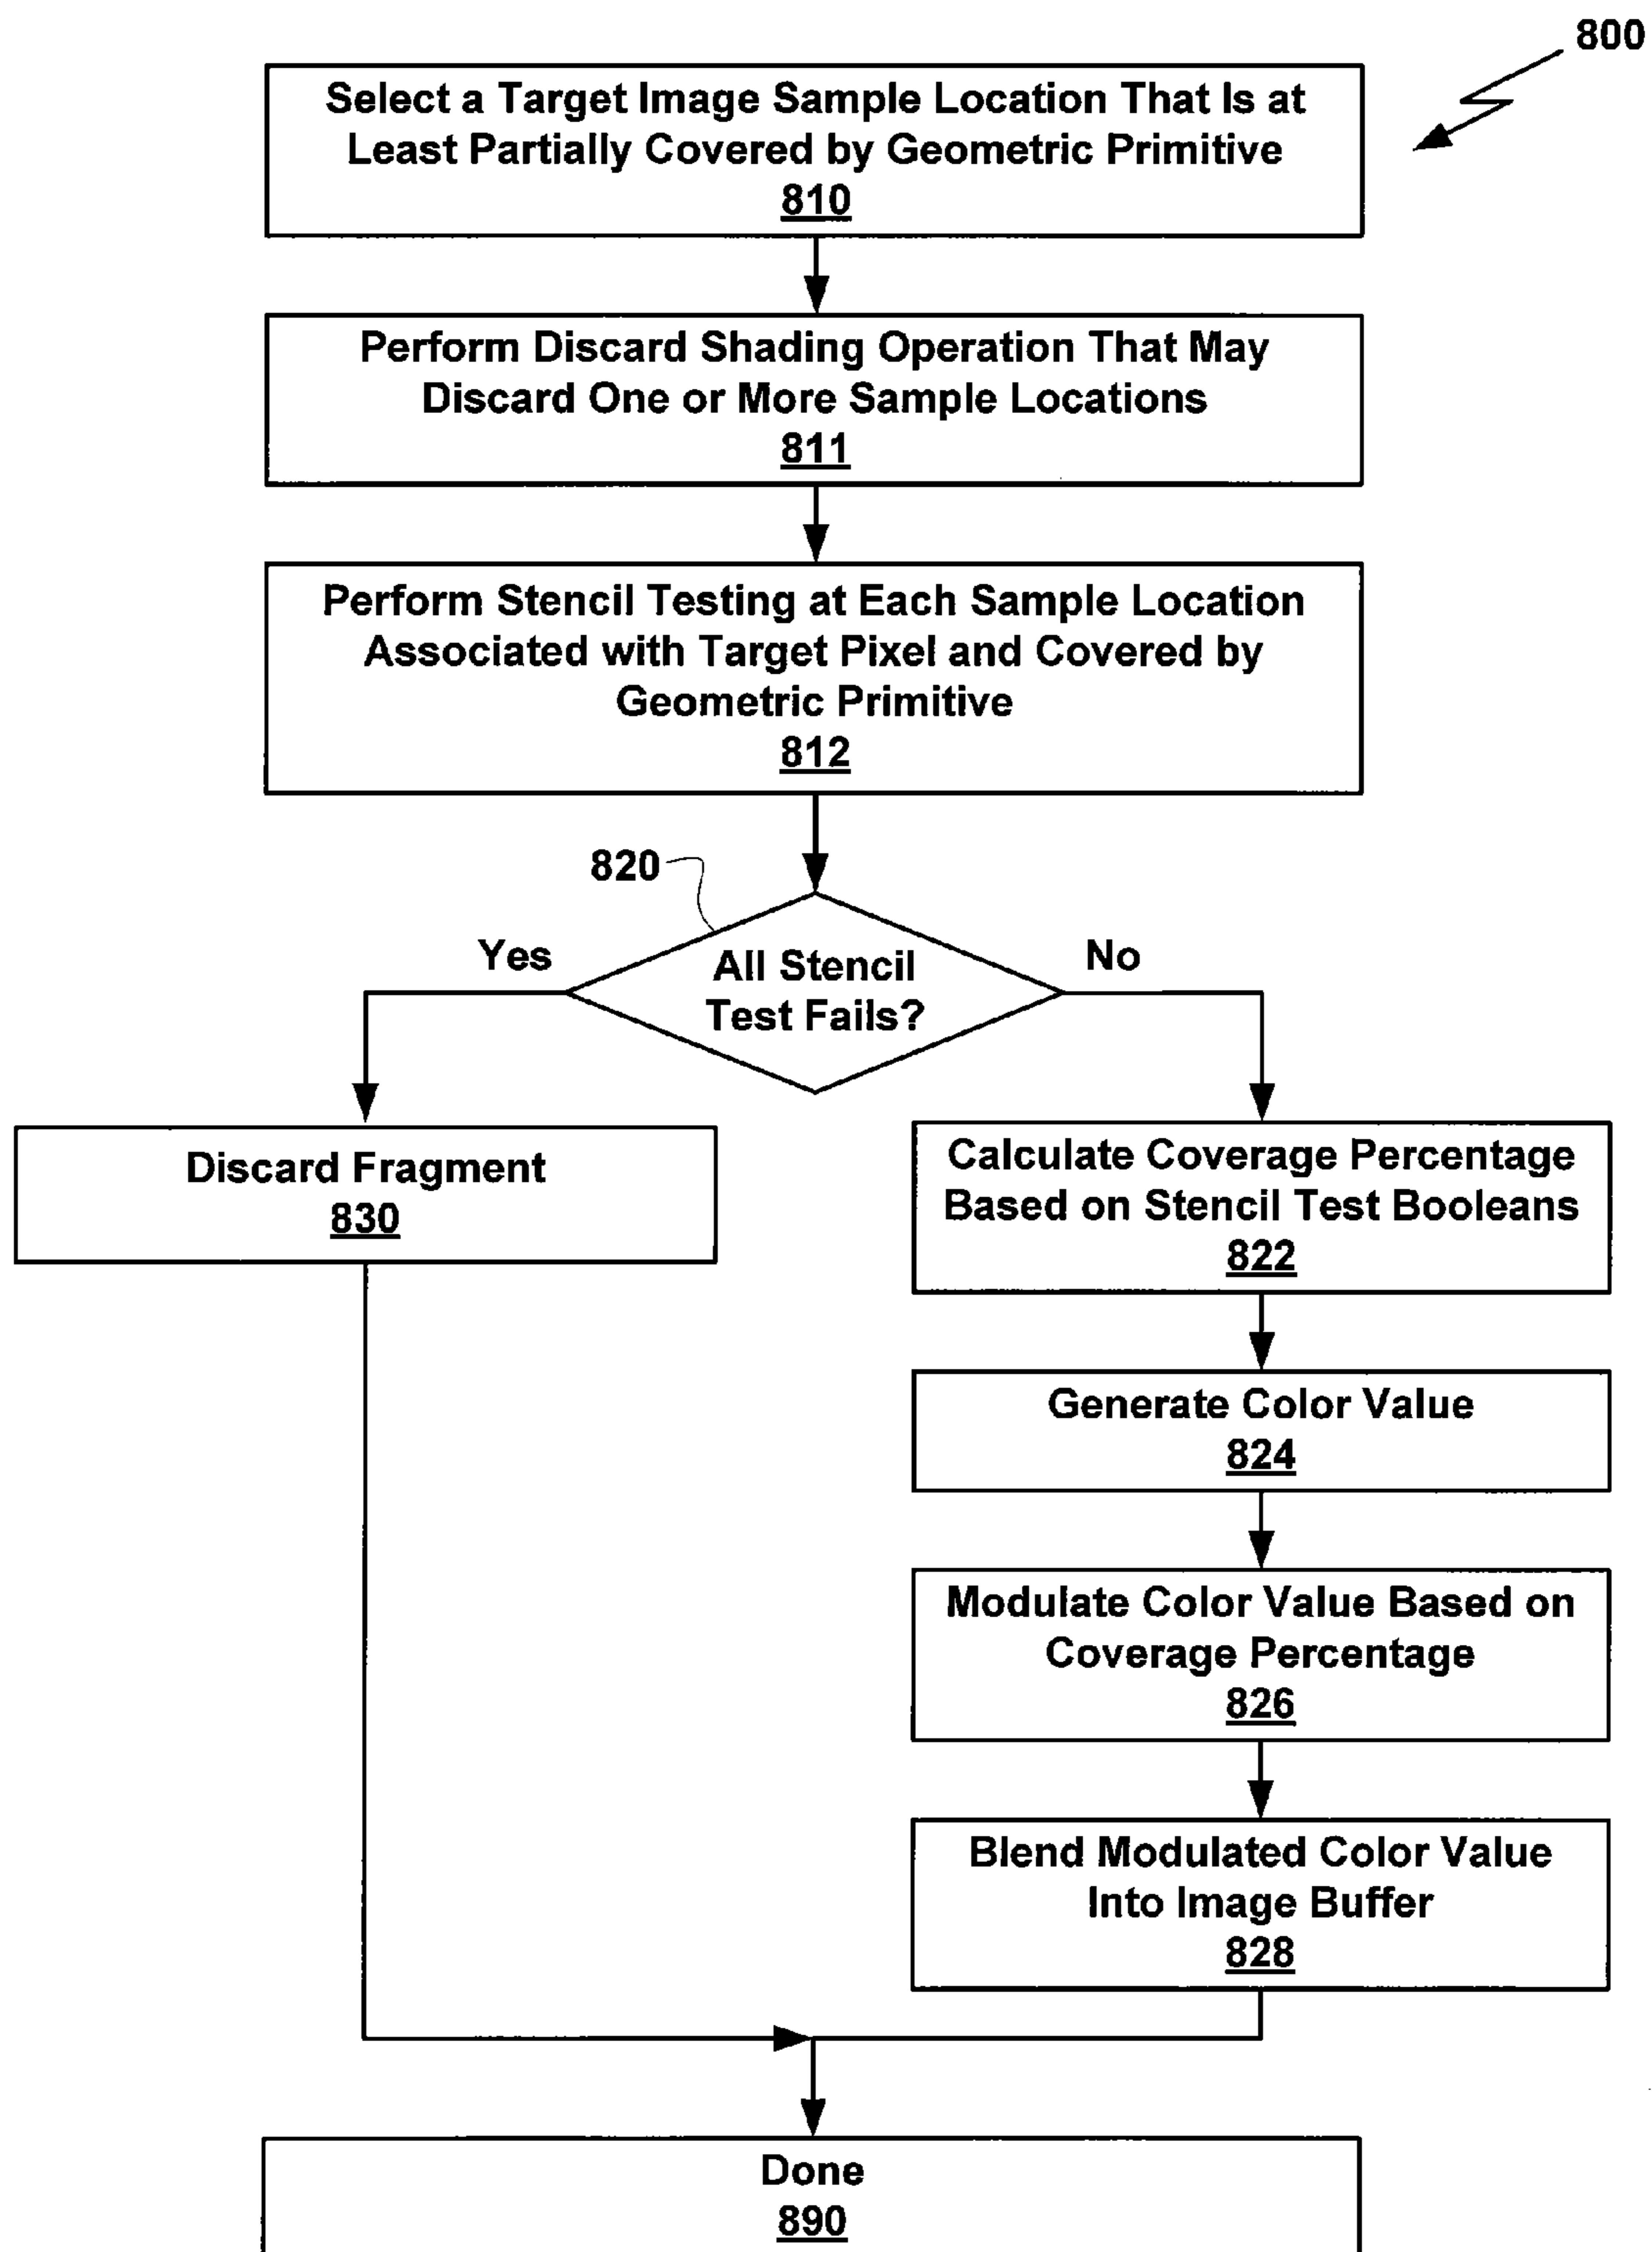 800
Select a Target Image Sample Location That Is at
Least Partially Covered by Geometric Primitive
810
Perform Discard Shading Operation That May
Discard One or More Sample Locations
811
Perform Stencil Testing at Each Sample Location
Associated with Target Pixel and Covered by
Geometric Primitive
812
820
Yes
All Stencil
Test Fails?
No
Discard Fragment
830
Calculate Coverage Percentage
Based on Stencil Test Booleans
822
Generate Color Value
824
Modulate Color Value Based on
Coverage Percentage
826
Blend Modulated Color Value
Into Image Buffer
828
Done
890